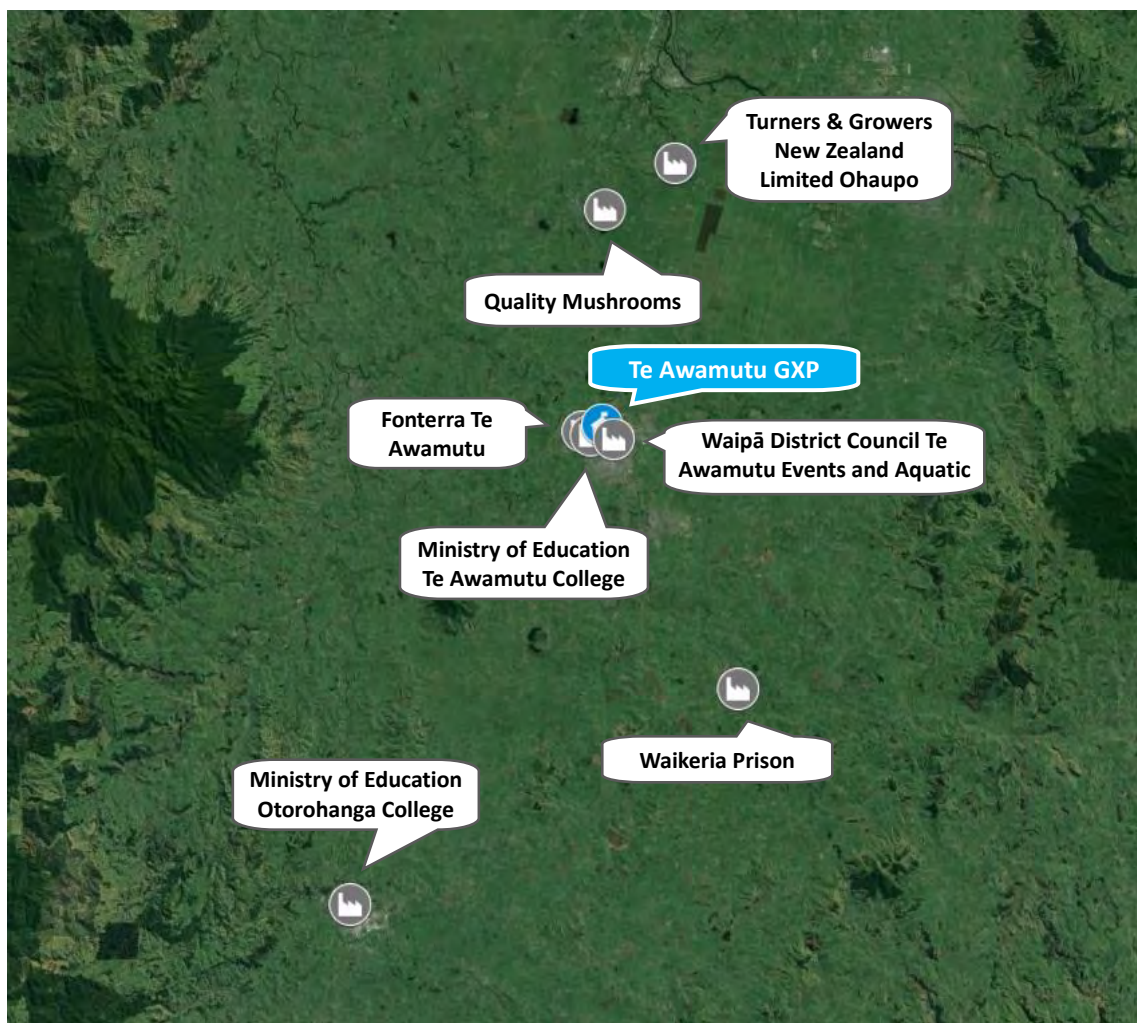 Turners & Growers
New Zealand
Limited Ohaupo
Quality Mushrooms
Te Awamutu GXP
Fonterra Te
Awamutu
Waipā District Council Te
Awamutu Events and Aquatic
Ministry of Education
Te Awamutu College
Waikeria Prison
Ministry of Education
Otorohanga College